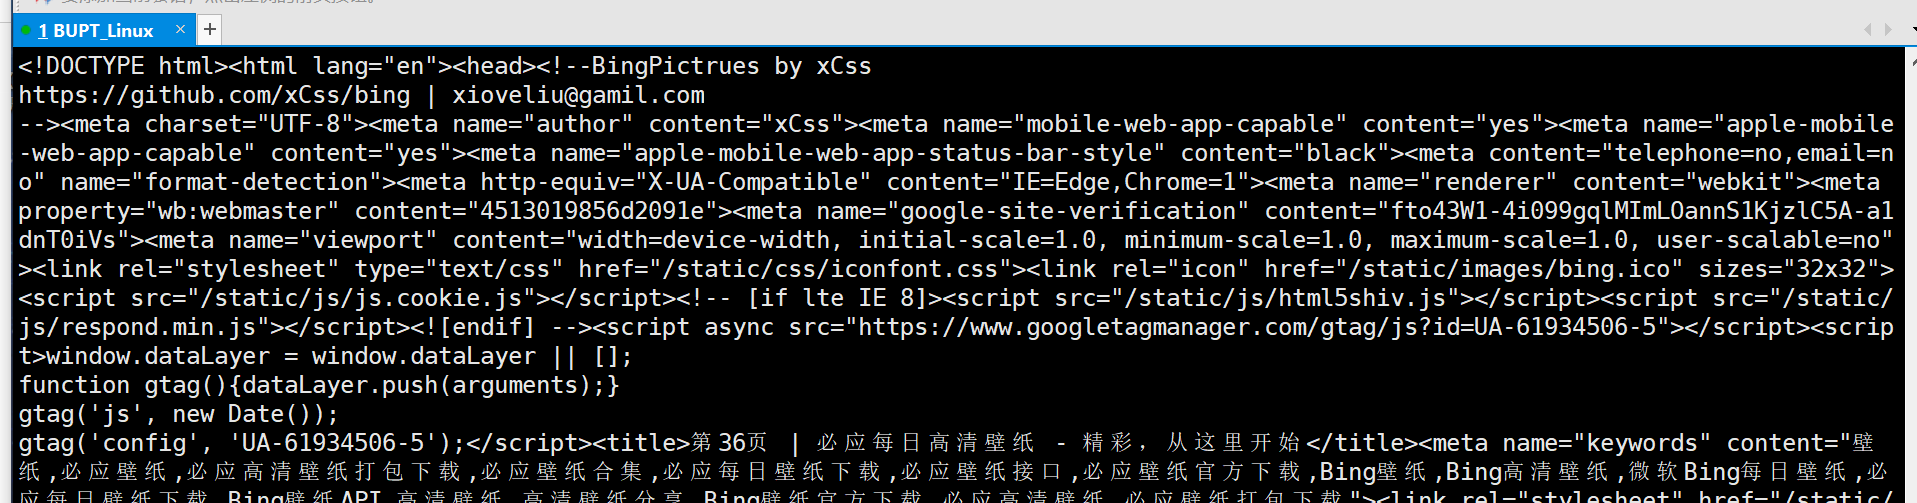 1 BUPT_Linux × +
<!DOCTYPE html><html lang="en"><head><!--BingPictrues by xCss
https://github.com/xCss/bing | xioveliu@gamil.com
--><meta charset="UTF-8"><meta name="author" content="xCss"><meta name="mobile-web-app-capable" content="yes"><meta name="apple-mobile
-web-app-capable" content="yes"><meta name="apple-mobile-web-app-status-bar-style" content="black"><meta content="telephone=no,email=n
o" name="format-detection"><meta http-equiv="X-UA-Compatible" content="IE=Edge,Chrome=1"><meta name="renderer" content="webkit"><meta
property="wb:webmaster" content="4513019856d2091e"><meta name="google-site-verification" content="fto43W1-4i099gqlMImLOannS1KjzlC5A-a1
dnT0iVs"><meta name="viewport" content="width=device-width, initial-scale=1.0, minimum-scale=1.0, maximum-scale=1.0, user-scalable=no"
><link rel="stylesheet" type="text/css" href="/static/css/iconfont.css"><link rel="icon" href="/static/images/bing.ico" sizes="32x32">
<script src="/static/js/js.cookie.js"></script><!-- [if lte IE 8]><script src="/static/js/html5shiv.js"></script><script src="/static/
js/respond.min.js"></script><![endif] --><script async src="https://www.googletagmanager.com/gtag/js?id=UA-61934506-5"></script><scrip
t>window.dataLayer = window.dataLayer || [];
function gtag(){dataLayer.push(arguments);}
gtag('js', new Date());
gtag('config', 'UA-61934506-5');</script><title>第36页 | 必应每日高清壁纸 - 精彩，从这里开始</title><meta name="keywords" content="壁
纸,必应壁纸,必应高清壁纸打包下载,必应壁纸合集,必应每日壁纸下载,必应壁纸接口,必应壁纸官方下载,Bing壁纸,Bing高清壁纸,微软Bing每日壁纸,必
应每日壁纸下载,Bing壁纸API,高清壁纸,高清壁纸分享,Bing壁纸官方下载,必应高清壁纸,必应壁纸打包下载"><link rel="stylesheet" href="/static/